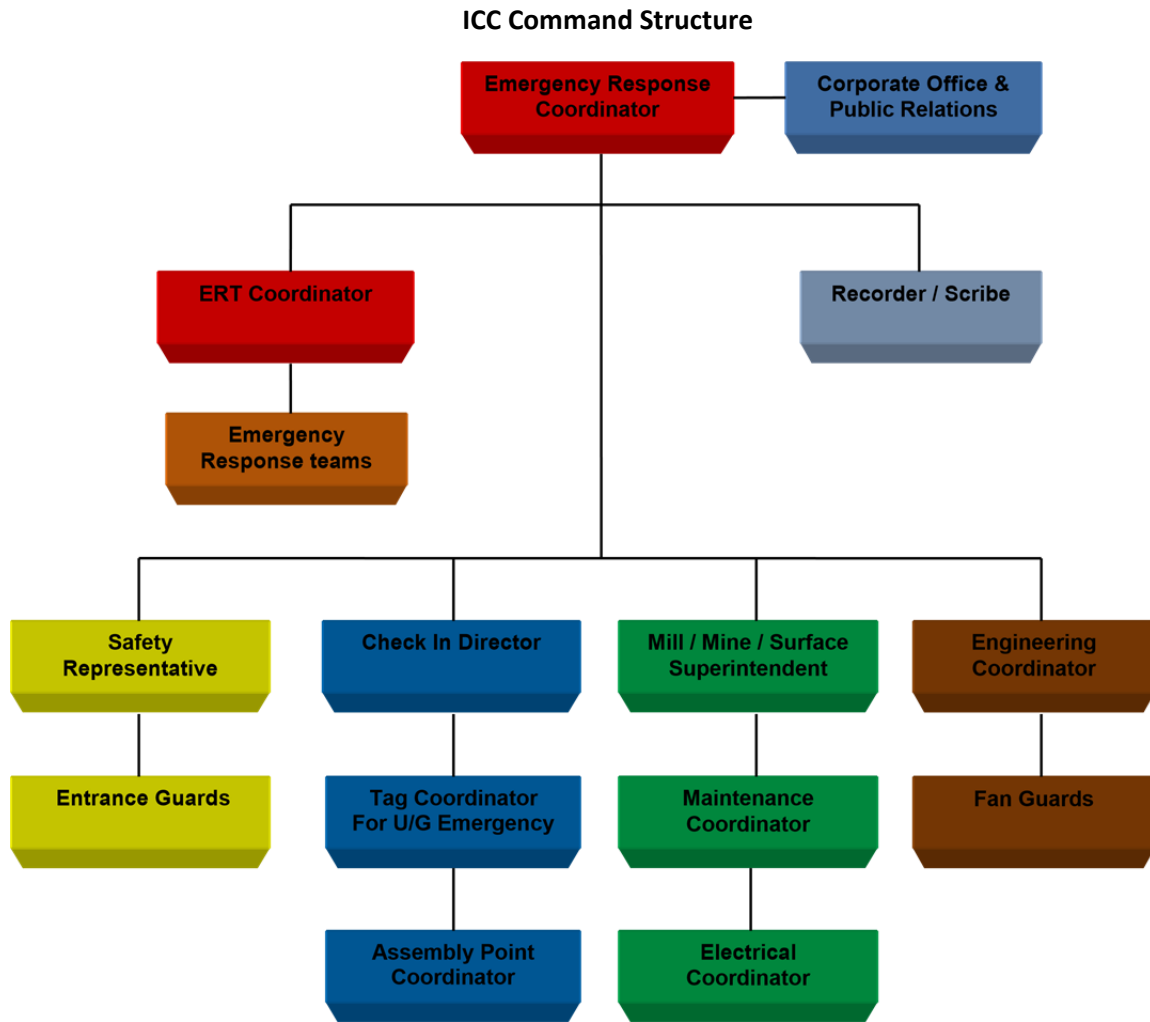 ICC Command Structure
Emergency Response
Coordinator
Corporate Office &
Public Relations
ERT Coordinator
Recorder / Scribe
Emergency
Response teams
Safety
Representative
Check In Director
Mill / Mine / Surface
Superintendent
Engineering
Coordinator
Entrance Guards
Tag Coordinator
For U/G Emergency
Maintenance
Coordinator
Fan Guards
Assembly Point
Coordinator
Electrical
Coordinator